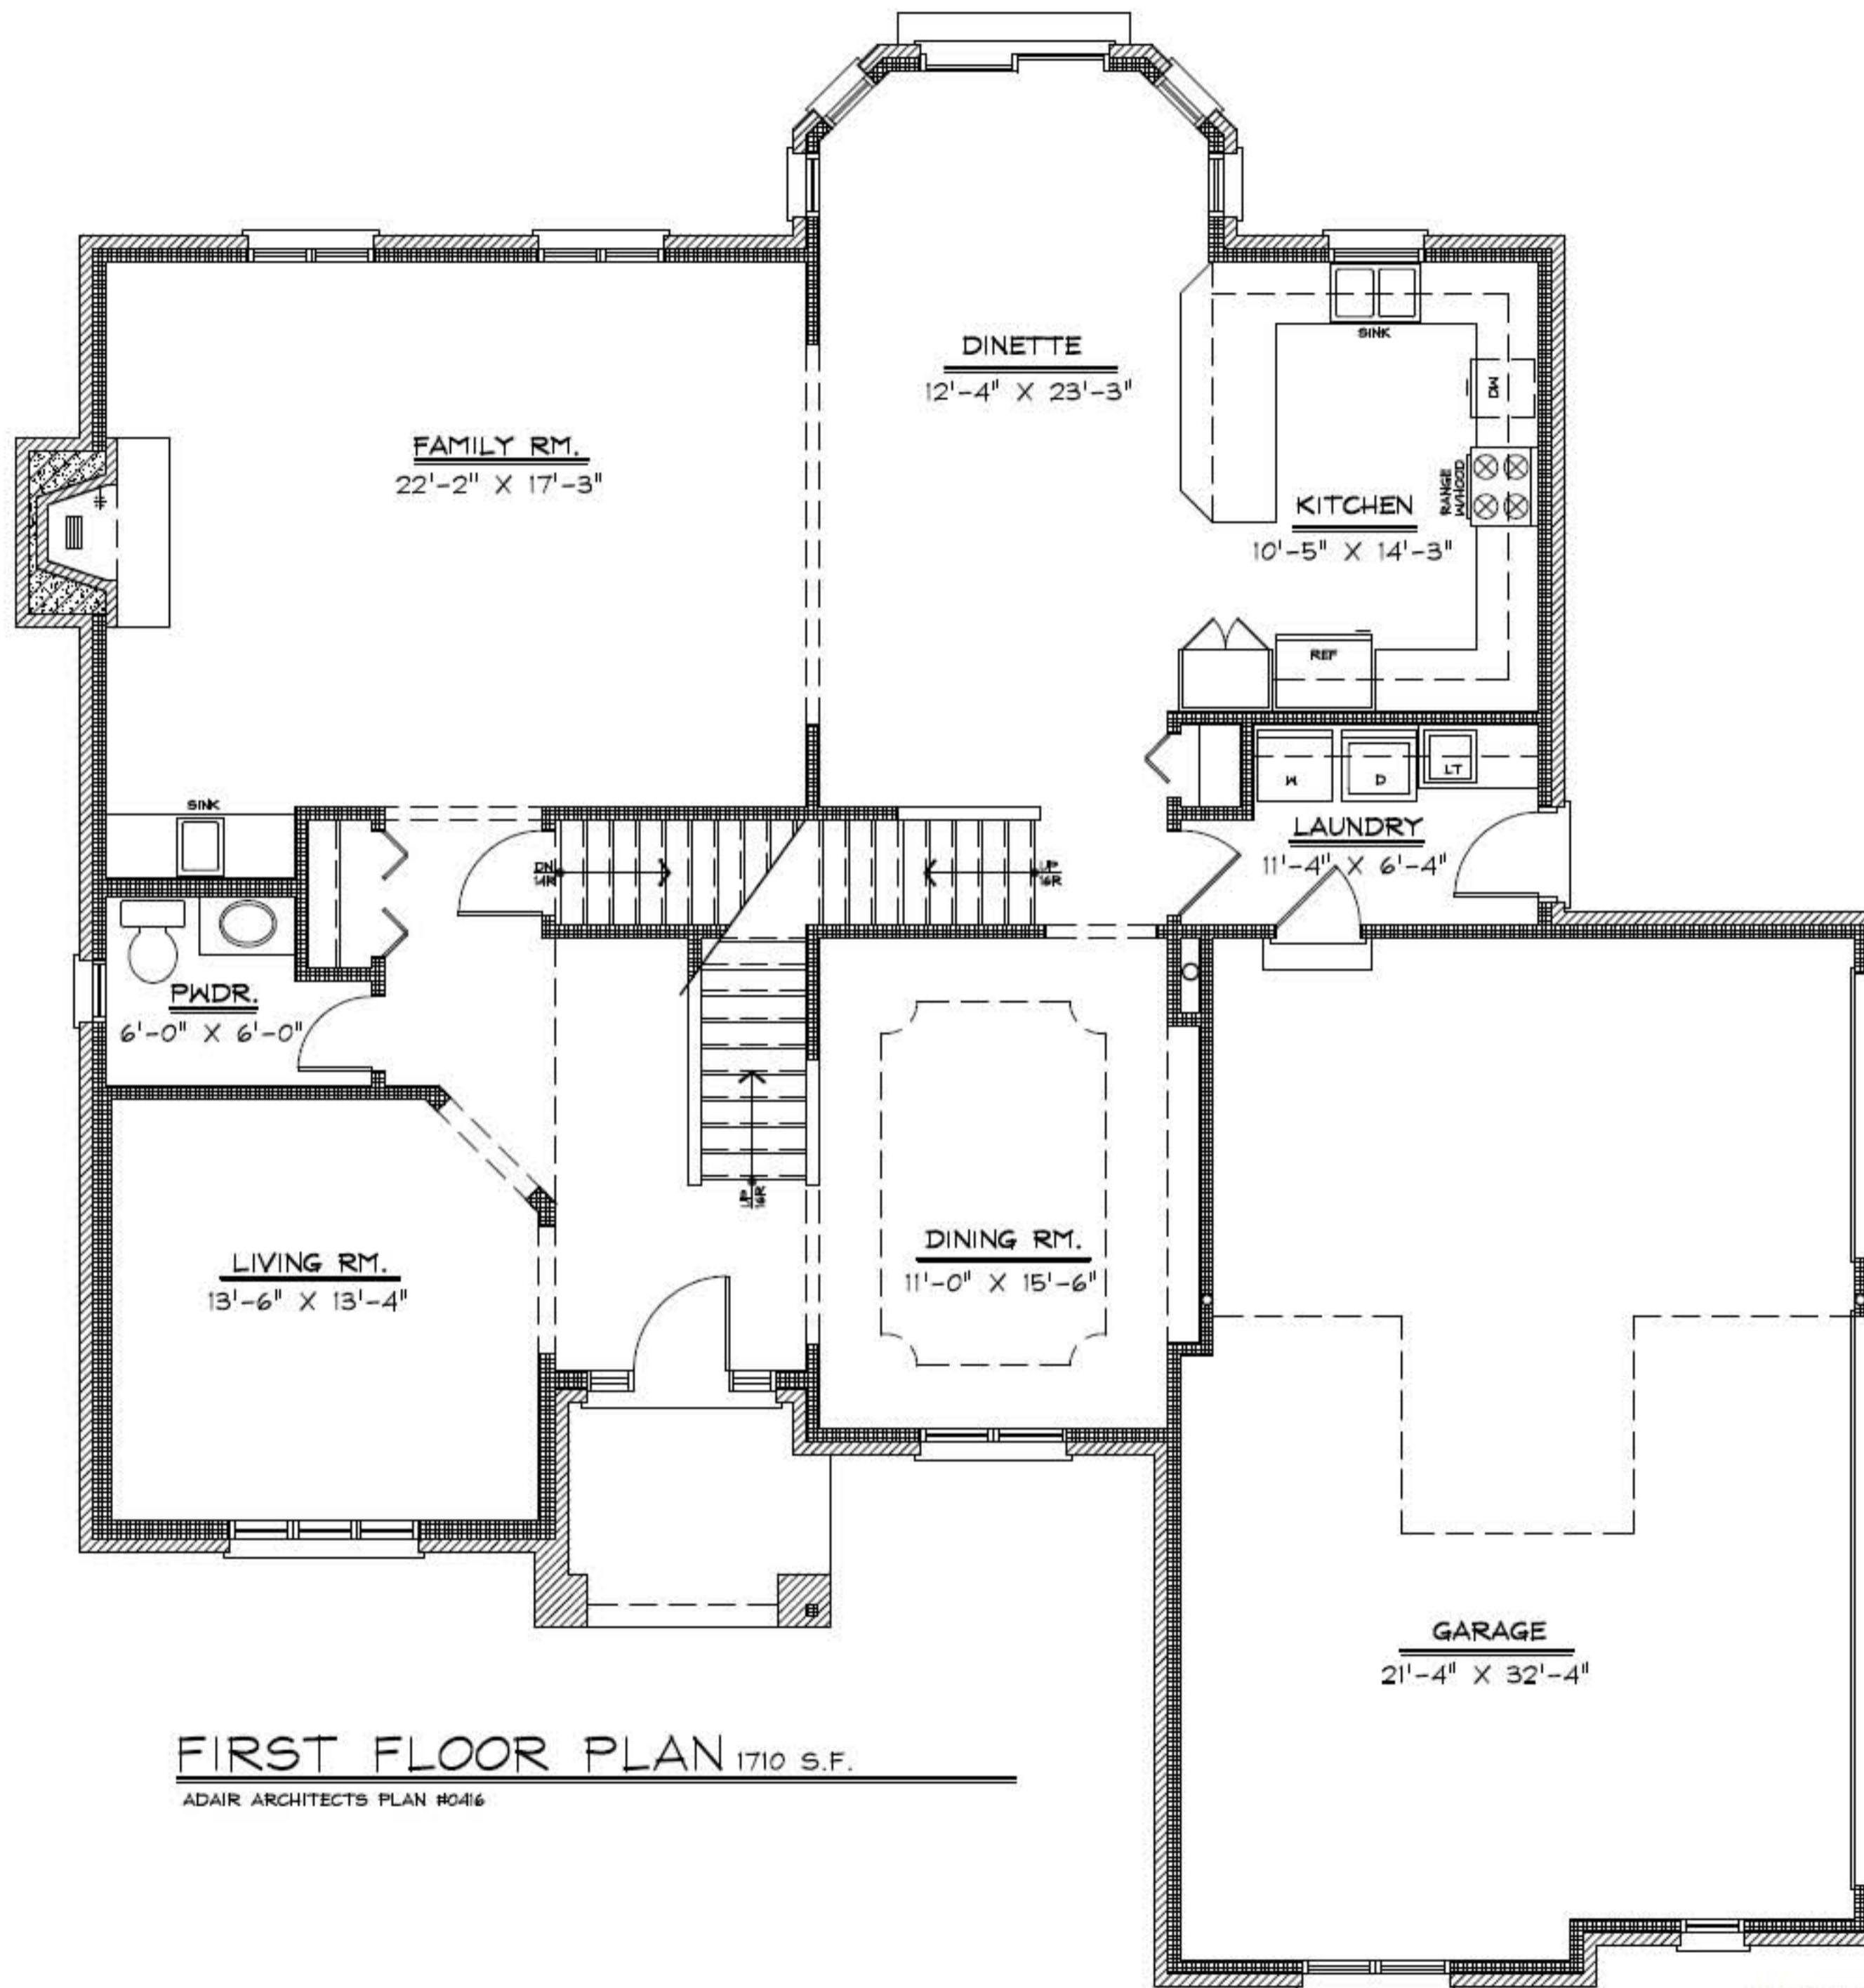 DINETTE
12'-4" X 23'-3"
SINK
DW
FAMILY RM.
22'-2" X 17'-3"
RANGE
W/HOOD
KITCHEN
10'-5" X 14'-3"
REF
W
D
LT
SINK
LAUNDRY
11'-4" X 6'-4"
DN
14R
UP
16R
PWDR.
6'-0" X 6'-0"
UP
16R
LIVING RM.
13'-6" X 13'-4"
DINING RM.
11'-0" X 15'-6"
GARAGE
21'-4" X 32'-4"
FIRST FLOOR PLAN 1710 S.F.
ADAIR ARCHITECTS PLAN #0416